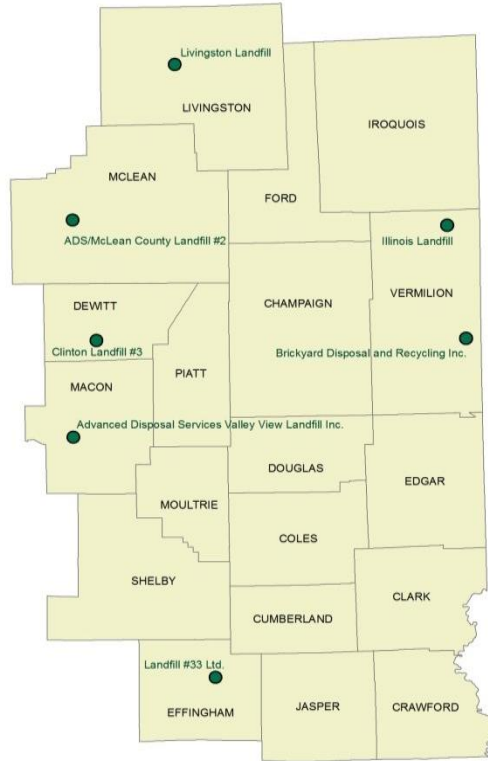 Livingston Landfill
LIVINGSTON
IROQUOIS
MCLEAN
FORD
ADS/McLean County Landfill #2
Illinois Landfill
DEWITT
CHAMPAIGN
VERMILION
Clinton Landfill #3
Brickyard Disposal and Recycling Inc.
PIATT
MACON
Advanced Disposal Services Valley View Landfill Inc.
DOUGLAS
EDGAR
MOULTRIE
COLES
SHELBY
CLARK
CUMBERLAND
Landfill #33 Ltd.
EFFINGHAM
JASPER
CRAWFORD